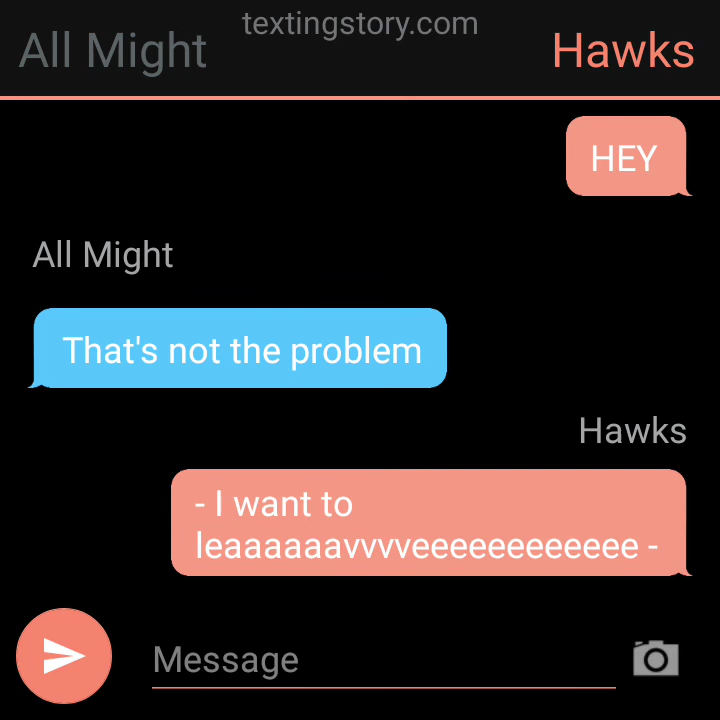 textingstory.com
All Might
Hawks
HEY
All Might
That's not the problem
Hawks
- I want to
leaaaaaavvvveeeeeeeeeeee -
Message